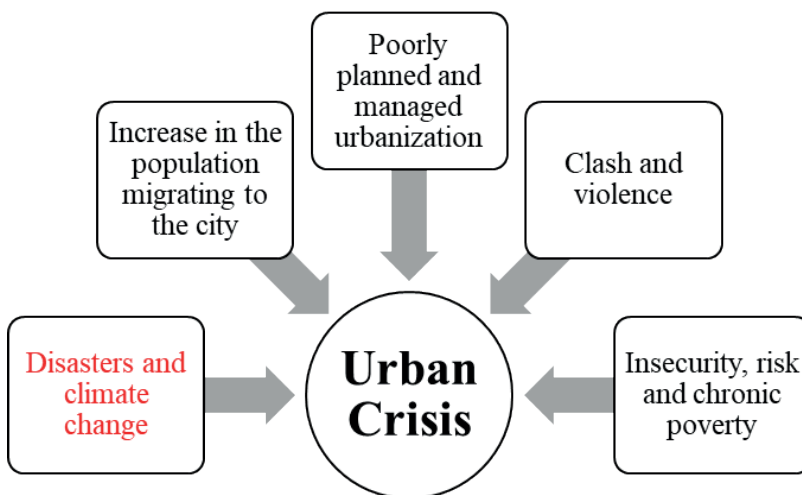 Poorly
planned and
managed
urbanization
Increase in the
population
migrating to
the city
Clash and
violence
Disasters and
climate
change
Urban
Crisis
Insecurity, risk
and chronic
poverty